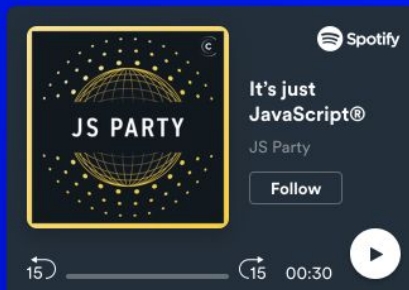 Spotify
C
JS PARTY
It's just
JavaScript®
JS Party
Follow
15
15
00:30